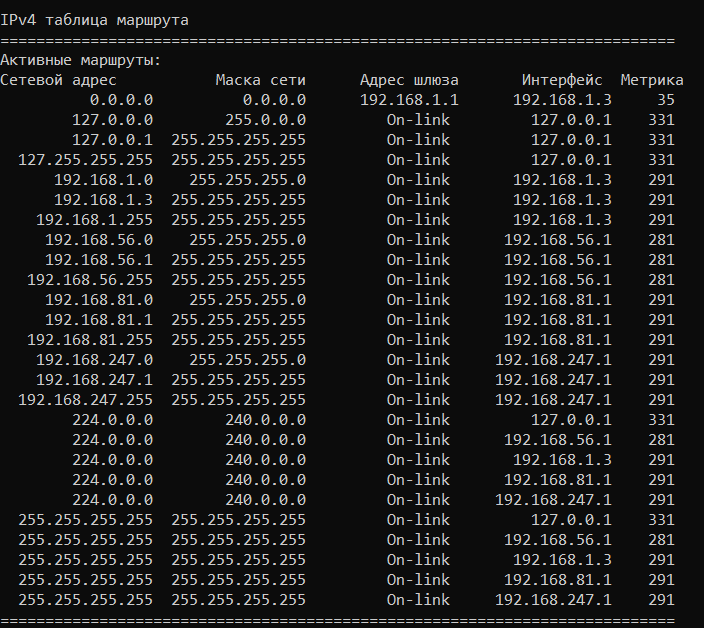 IPv4 таблица маршрута
===========================================================================
Активные маршруты:
Сетевой адрес           Маска сети      Адрес шлюза       Интерфейс  Метрика
          0.0.0.0          0.0.0.0      192.168.1.1      192.168.1.3     35
        127.0.0.0        255.0.0.0         On-link         127.0.0.1    331
        127.0.0.1  255.255.255.255         On-link         127.0.0.1    331
  127.255.255.255  255.255.255.255         On-link         127.0.0.1    331
      192.168.1.0    255.255.255.0         On-link       192.168.1.3    291
      192.168.1.3  255.255.255.255         On-link       192.168.1.3    291
    192.168.1.255  255.255.255.255         On-link       192.168.1.3    291
     192.168.56.0    255.255.255.0         On-link      192.168.56.1    281
     192.168.56.1  255.255.255.255         On-link      192.168.56.1    281
   192.168.56.255  255.255.255.255         On-link      192.168.56.1    281
     192.168.81.0    255.255.255.0         On-link      192.168.81.1    291
     192.168.81.1  255.255.255.255         On-link      192.168.81.1    291
   192.168.81.255  255.255.255.255         On-link      192.168.81.1    291
    192.168.247.0    255.255.255.0         On-link     192.168.247.1    291
    192.168.247.1  255.255.255.255         On-link     192.168.247.1    291
  192.168.247.255  255.255.255.255         On-link     192.168.247.1    291
        224.0.0.0        240.0.0.0         On-link         127.0.0.1    331
        224.0.0.0        240.0.0.0         On-link      192.168.56.1    281
        224.0.0.0        240.0.0.0         On-link       192.168.1.3    291
        224.0.0.0        240.0.0.0         On-link      192.168.81.1    291
        224.0.0.0        240.0.0.0         On-link     192.168.247.1    291
  255.255.255.255  255.255.255.255         On-link         127.0.0.1    331
  255.255.255.255  255.255.255.255         On-link      192.168.56.1    281
  255.255.255.255  255.255.255.255         On-link       192.168.1.3    291
  255.255.255.255  255.255.255.255         On-link      192.168.81.1    291
  255.255.255.255  255.255.255.255         On-link     192.168.247.1    291
===========================================================================